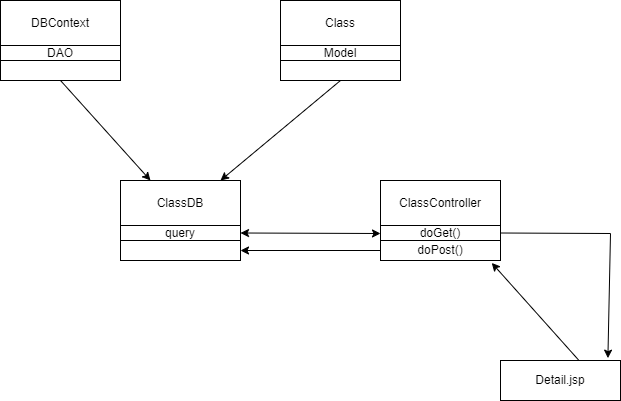 DBContext
DAO
Class
Model
ClassDB
query
ClassController
doGet()
doPost()
Detail.jsp